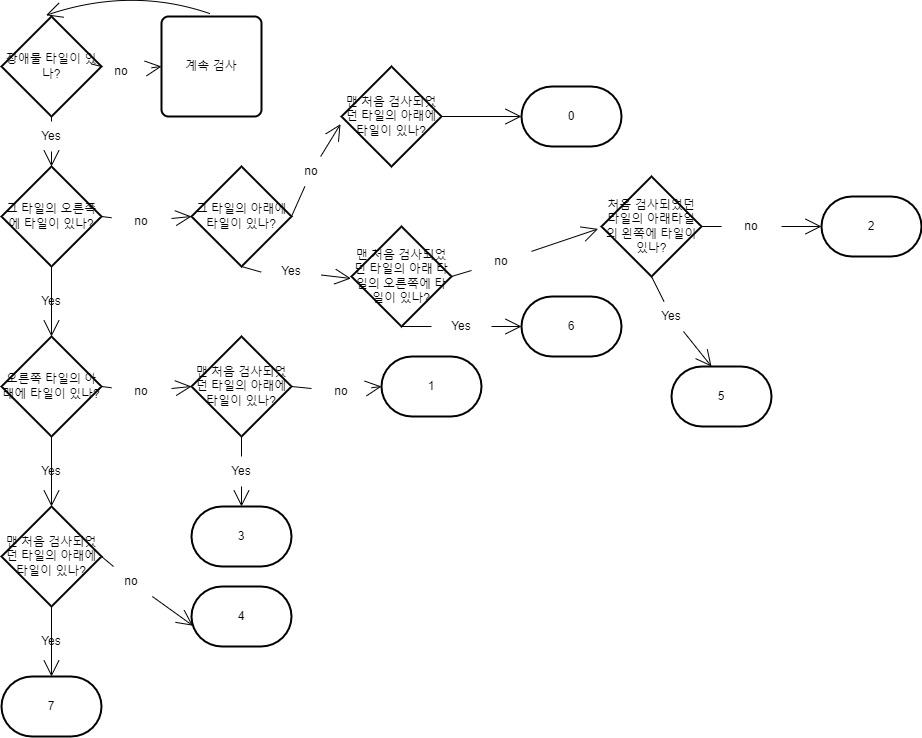 장애물 타일이 있
나?
no
계속 검사
Yes
그 타일의 오른쪽
에 타일이 있나?
no
그 타일의 아래에
타일이 있나?
no
맨 처음 검사되었
던 타일의 아래에
타일이 있나?
0
Yes
맨 처음 검사되었
던 타일의 아래 타
일의 오른쪽에 타
일이 있나?
no
처음 검사되었던
타일의 아래타일
의 왼쪽에 타일이
있나?
no
2
Yes
5
Yes
6
Yes
오른쪽 타일의 아
래에 타일이 있나?
no
맨 처음 검사되었
던 타일의 아래에
타일이 있나?
no
1
Yes
3
Yes
맨 처음 검사되었
던 타일의 아래에
타일이 있나?
no
4
Yes
7